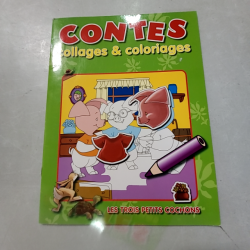 CONTES
collages & coloriages
LES TROIS PETITS COCHONS